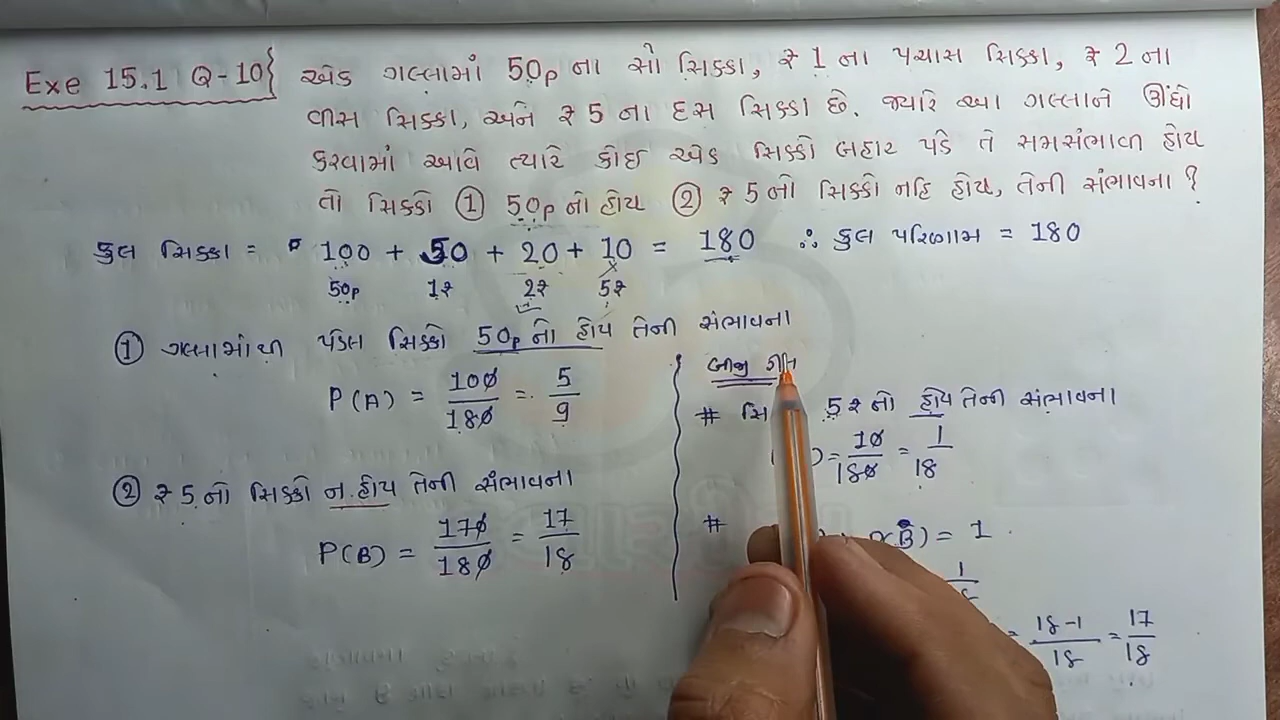 Exe 15.1 Q-10} એક ગલ્લામાં 50p ના સો સિક્કા, ₹ 1 ના પચાસ સિક્કા, ₹ 2 ના
વીસ સિક્કા, અને ₹ 5 ના દસ સિક્કા છે. જ્યારે આ ગલ્લાને ઊંધો
કરવામાં આવે ત્યારે કોઈ એક સિક્કો બહાર પડે તે સમસંભાવી હોય
તો સિક્કો ① 50p નો હોય ② ₹ 5 નો સિક્કો નહિ હોય, તેની સંભાવના ?
કુલ સિક્કા = 100 + 50 + 20 + 10 = 180 ∴ કુલ પરિણામ = 180
50p 1₹ 2₹ 5₹
① ગલ્લામાંથી પડેલ સિક્કો 50p નો હોય તેની સંભાવના
P(A) = 100/180 = 5/9
② ₹ 5 નો સિક્કો ન હોય તેની સંભાવના
P(B) = 170/180 = 17/18
બીજી
# 5₹ નો હોય તેની સંભાવના
= 10/180 = 1/18
# P(B̄) = 1
= 18-1/18 = 17/18